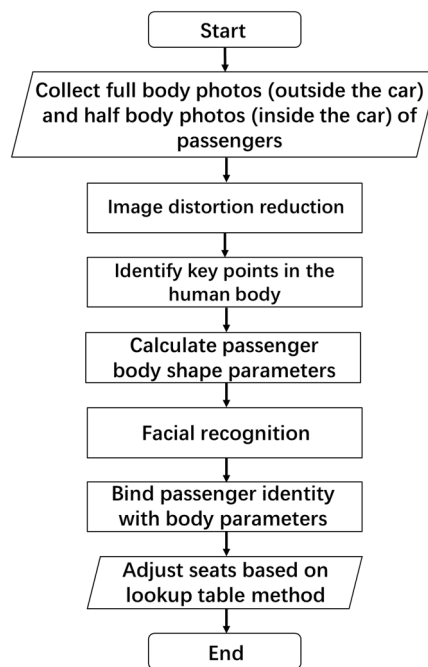 Start
Collect full body photos (outside the car)
and half body photos (inside the car) of
passengers
Image distortion reduction
Identify key points in the
human body
Calculate passenger
body shape parameters
Facial recognition
Bind passenger identity
with body parameters
Adjust seats based on
lookup table method
End